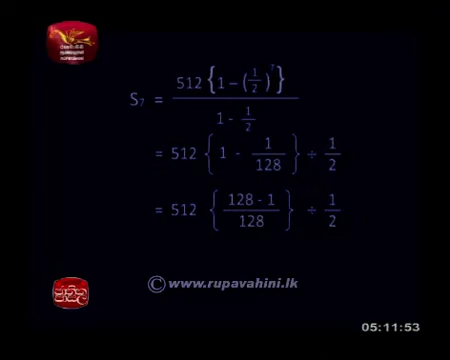 S₇ = 512 { 1 – (1/2)⁷ } / 1 - 1/2
= 512 { 1 - 1/128 } ÷ 1/2
= 512 { 128 - 1 / 128 } ÷ 1/2
© www.rupavahini.lk
05:11:53